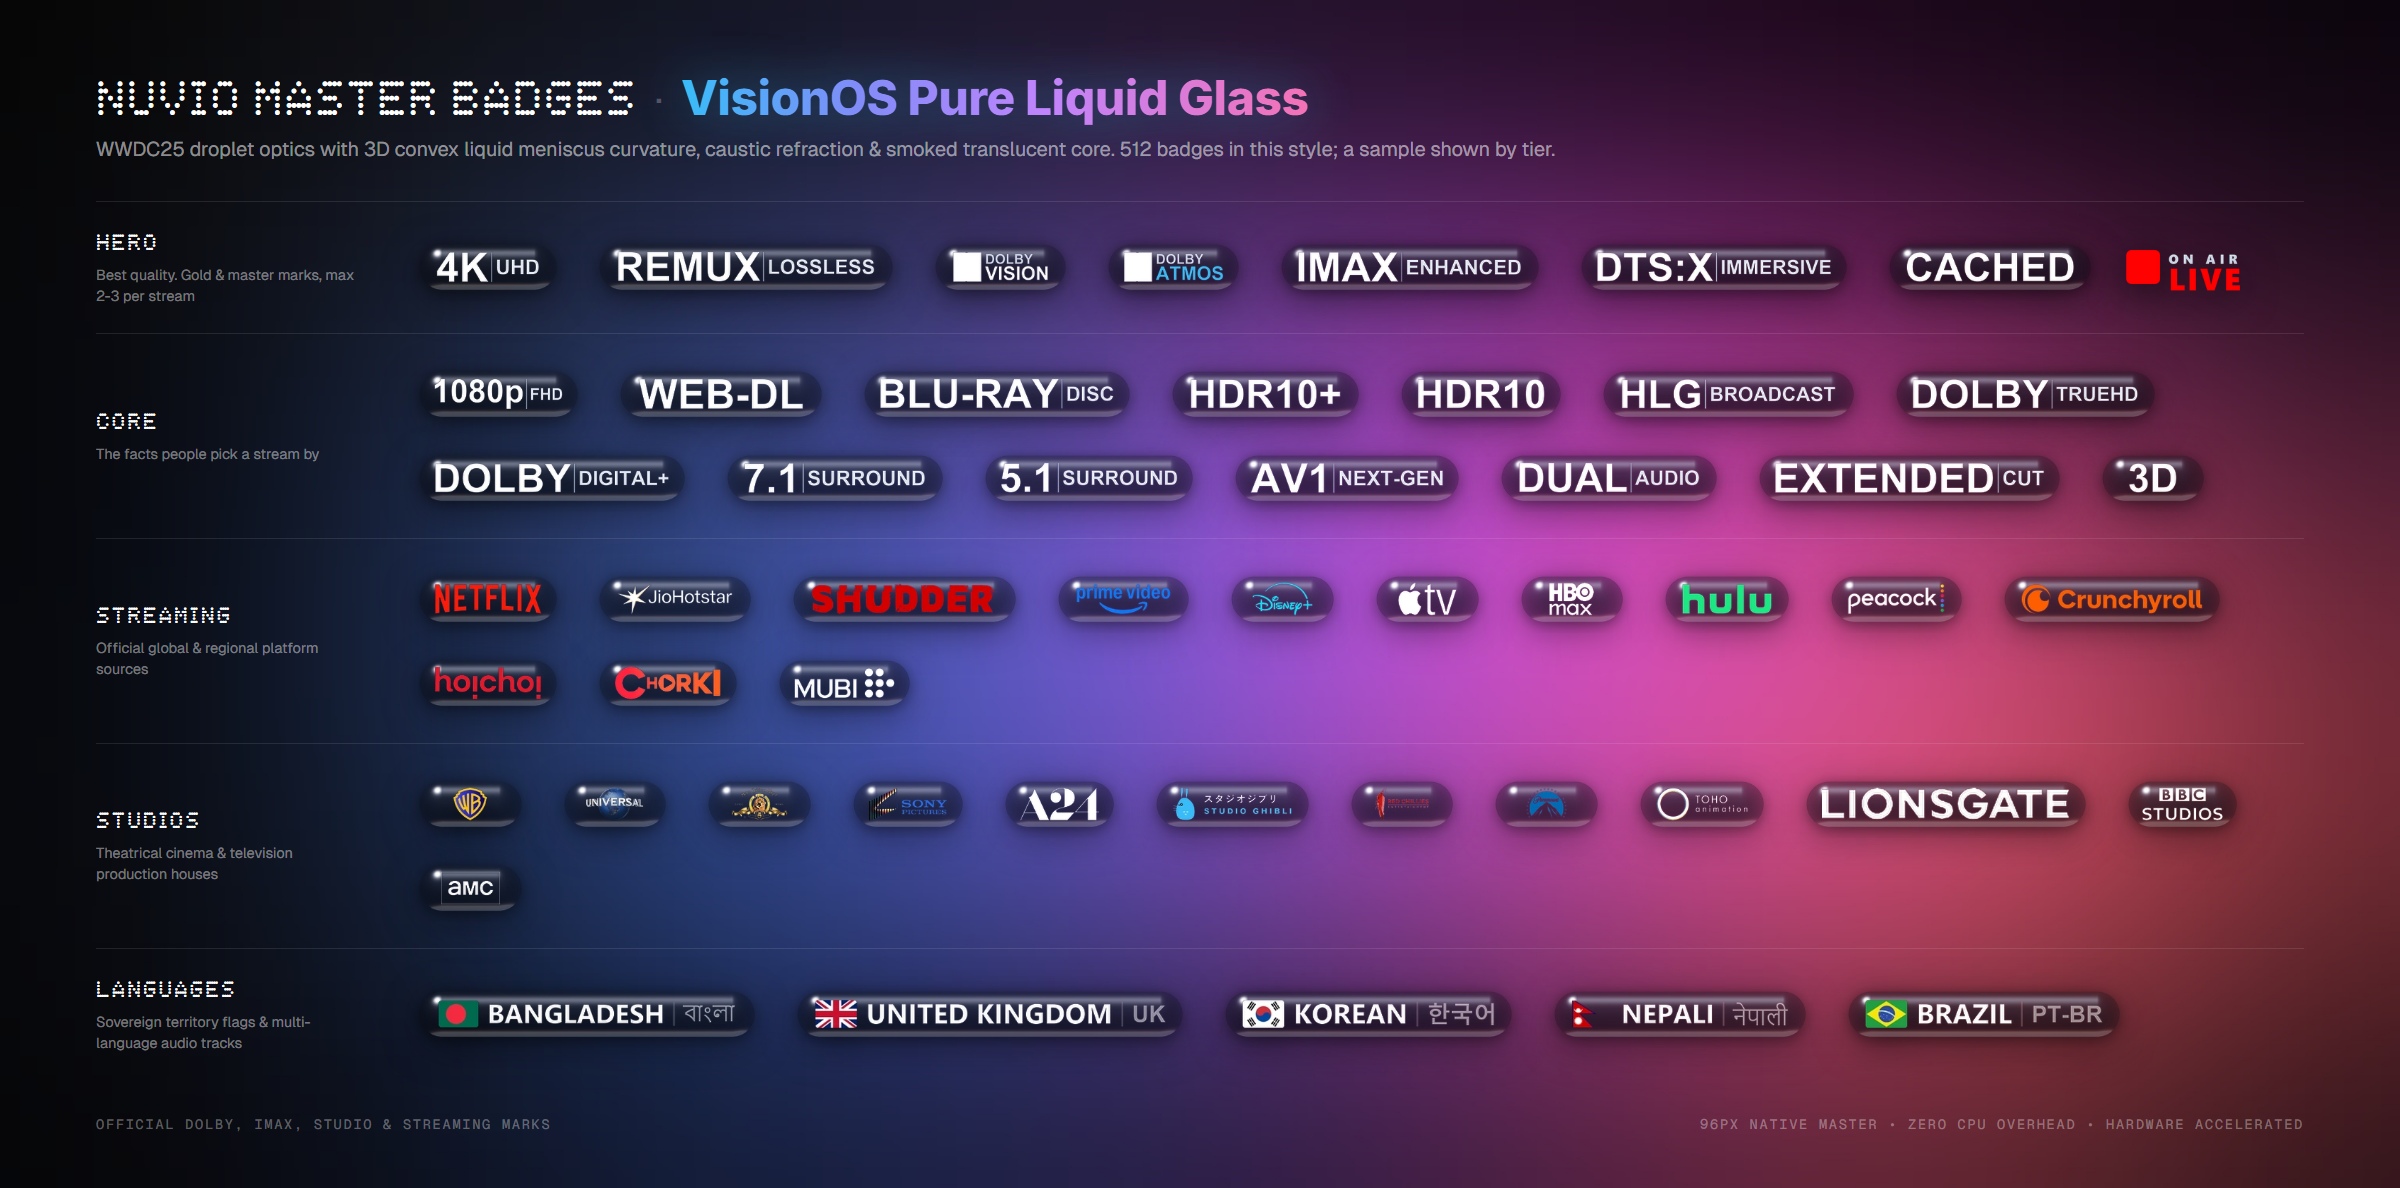 NUVIO MASTER BADGES · VisionOS Pure Liquid Glass
WWDC25 droplet optics with 3D convex liquid meniscus curvature, caustic refraction & smoked translucent core. 512 badges in this style; a sample shown by tier.
HERO
Best quality. Gold & master marks, max
2-3 per stream
4K UHD
REMUX LOSSLESS
DOLBY
VISION
DOLBY
ATMOS
IMAX ENHANCED
DTS:X IMMERSIVE
CACHED
ON AIR
LIVE
CORE
The facts people pick a stream by
1080p FHD
WEB-DL
BLU-RAY DISC
HDR10+
HDR10
HLG BROADCAST
DOLBY TRUEHD
DOLBY DIGITAL+
7.1 SURROUND
5.1 SURROUND
AV1 NEXT-GEN
DUAL AUDIO
EXTENDED CUT
3D
STREAMING
Official global & regional platform
sources
NETFLIX
JioHotstar
SHUDDER
prime video
Disney+
tv
HBO
max
hulu
peacock
Crunchyroll
hoichoi
CHORKI
MUBI
STUDIOS
Theatrical cinema & television
production houses
WB
UNIVERSAL
SONY
PICTURES
A24
スタジオジブリ
STUDIO GHIBLI
TOHO
animation
LIONSGATE
BBC
STUDIOS
aMC
LANGUAGES
Sovereign territory flags & multi-
language audio tracks
BANGLADESH বাংলা
UNITED KINGDOM UK
KOREAN 한국어
NEPALI नेपाली
BRAZIL PT-BR
OFFICIAL DOLBY, IMAX, STUDIO & STREAMING MARKS
96PX NATIVE MASTER • ZERO CPU OVERHEAD • HARDWARE ACCELERATED